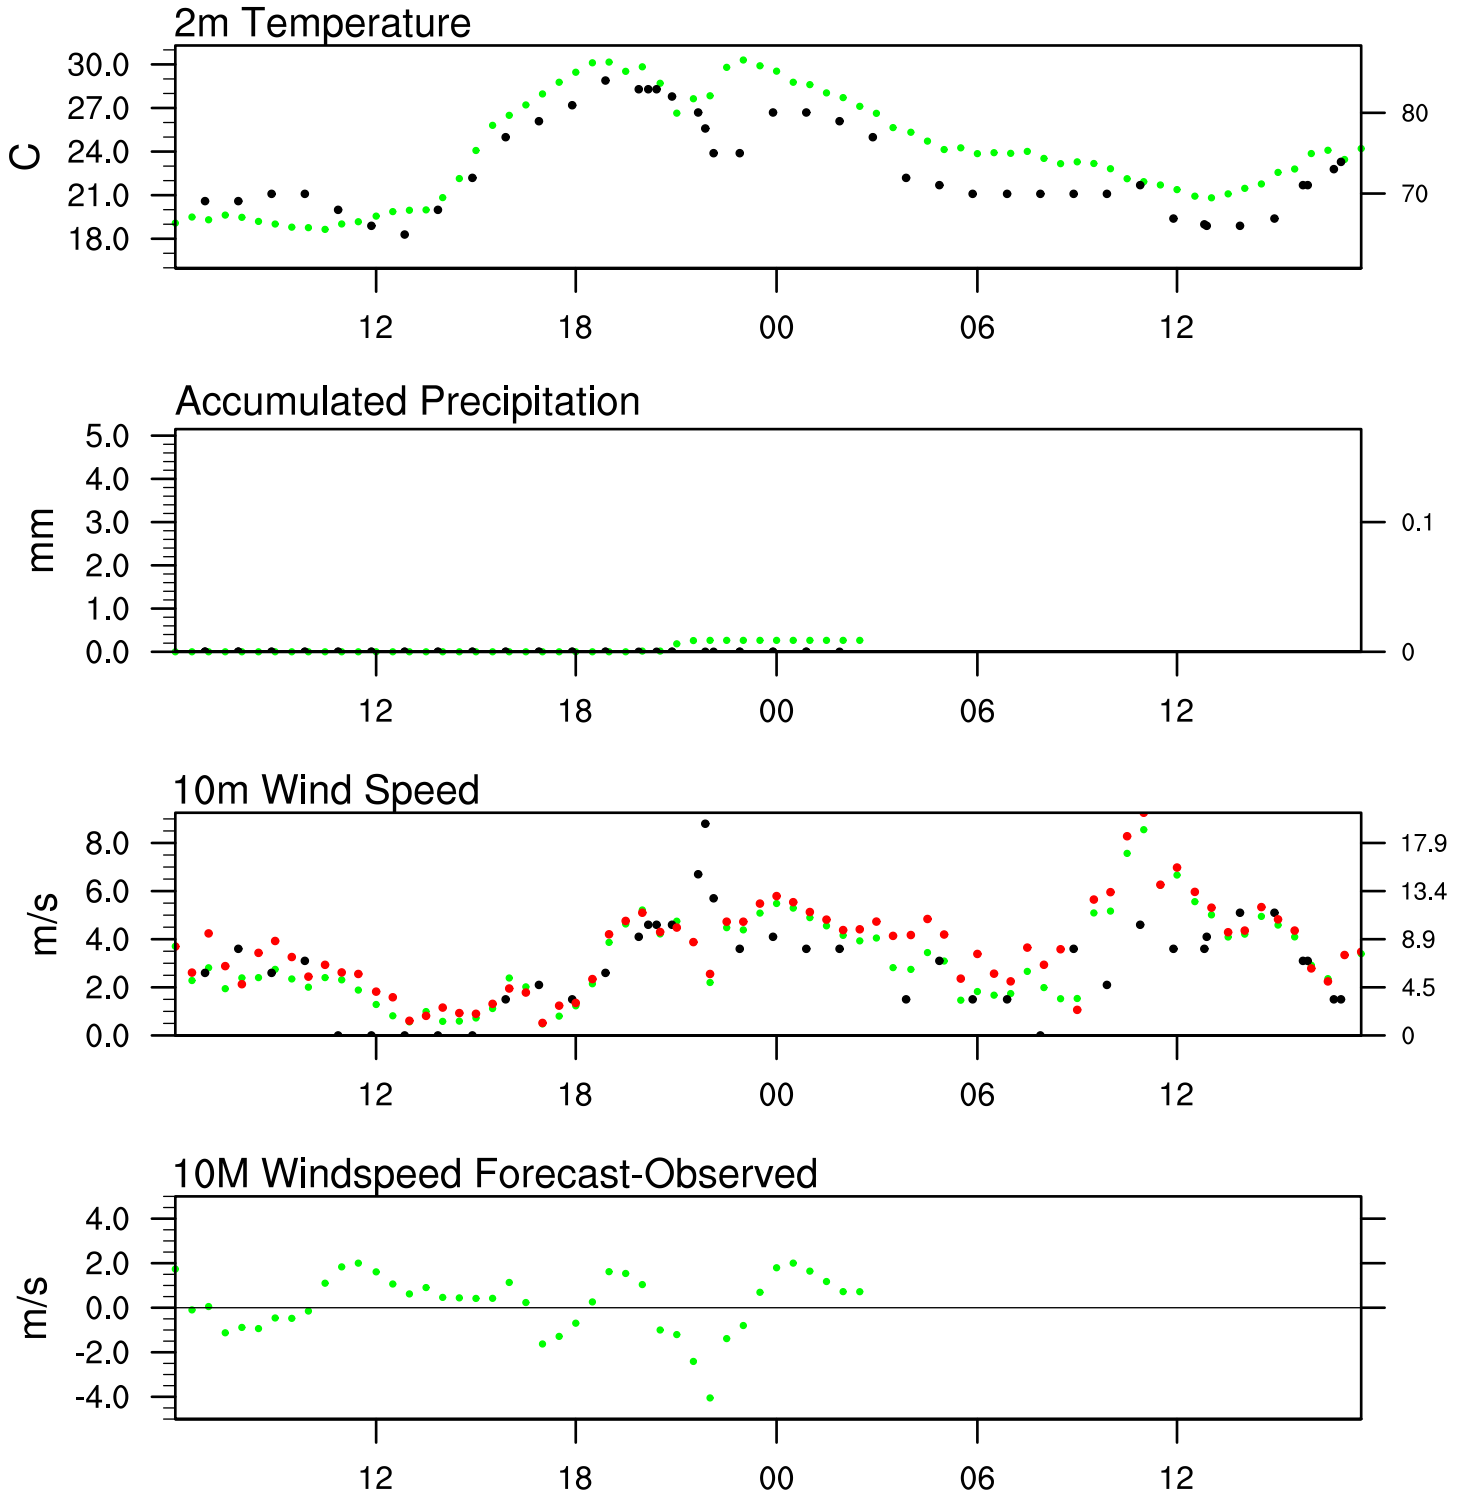 2m Temperature
30.0
27.0
24.0
21.0
18.0
C
80
70
12 18 00 06 12
Accumulated Precipitation
5.0
4.0
3.0
2.0
1.0
0.0
mm
0.1
0
12 18 00 06 12
10m Wind Speed
8.0
6.0
4.0
2.0
0.0
m/s
17.9
13.4
8.9
4.5
0
12 18 00 06 12
10M Windspeed Forecast-Observed
4.0
2.0
0.0
-2.0
-4.0
m/s
12 18 00 06 12